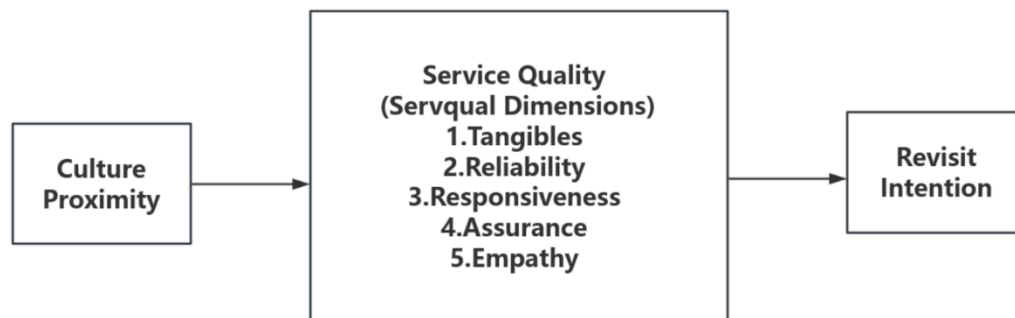 Culture
Proximity
Service Quality
(Servqual Dimensions)
1.Tangibles
2.Reliability
3.Responsiveness
4.Assurance
5.Empathy
Revisit
Intention